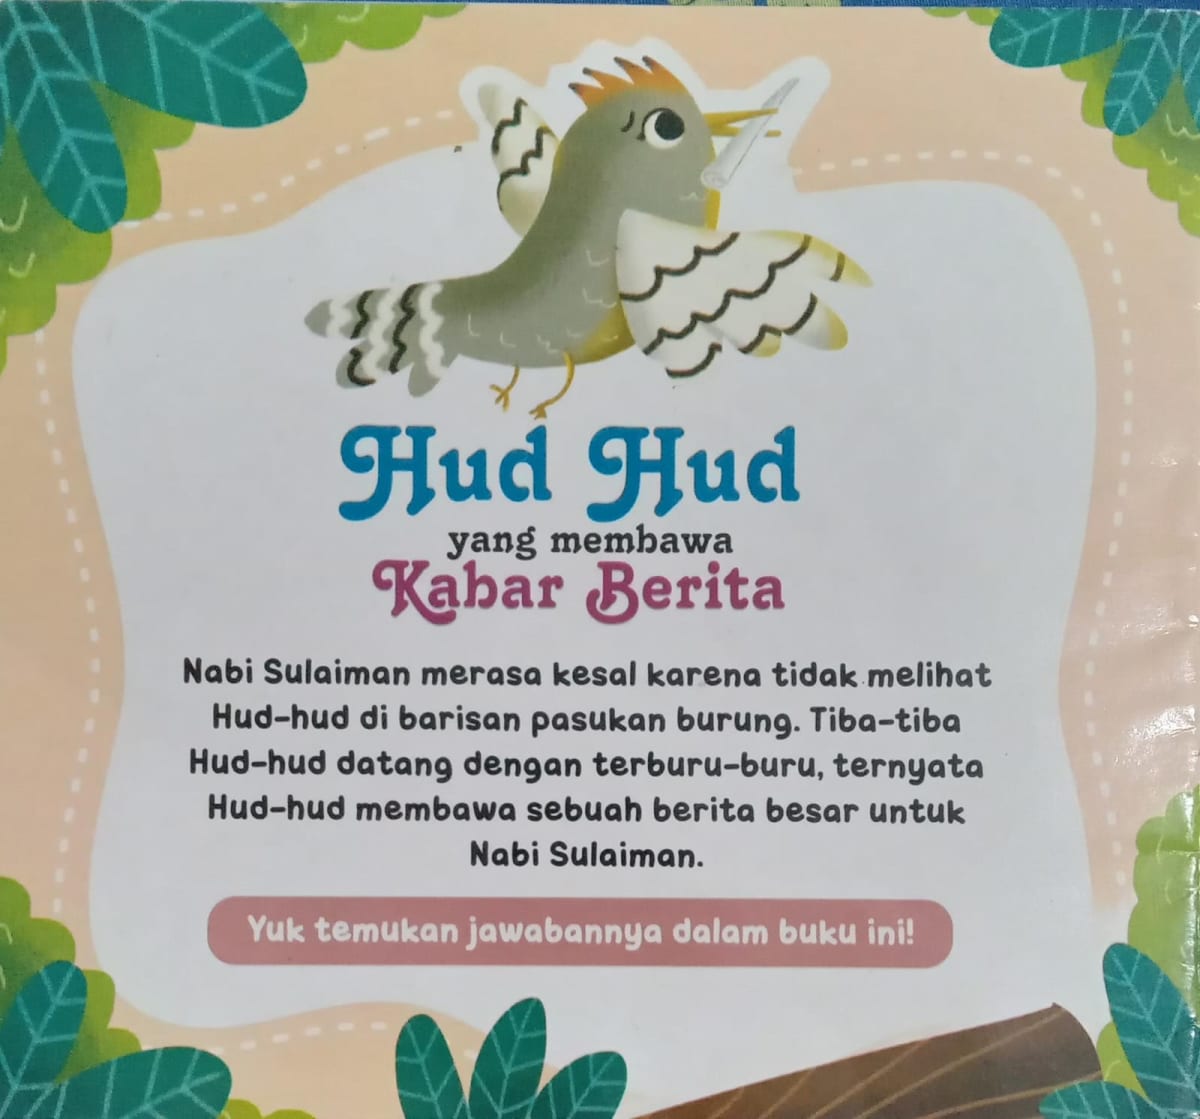 Hud Hud
yang membawa
Kabar Berita
Nabi Sulaiman merasa kesal karena tidak melihat
Hud-hud di barisan pasukan burung. Tiba-tiba
Hud-hud datang dengan terburu-buru, ternyata
Hud-hud membawa sebuah berita besar untuk
Nabi Sulaiman.
Yuk temukan jawabannya dalam buku ini!